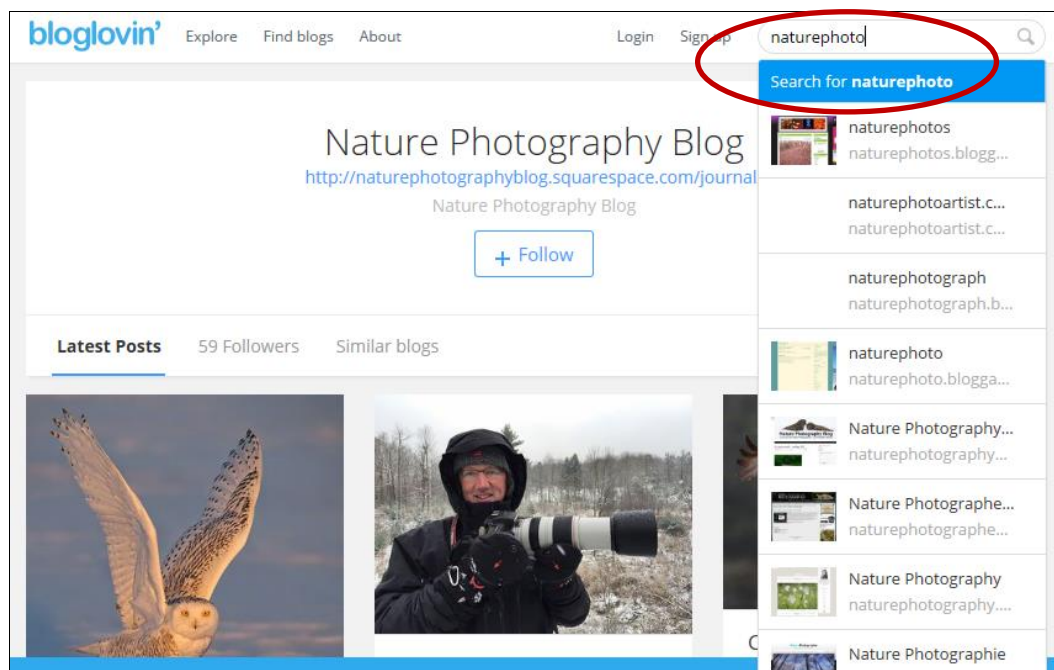 bloglovin’ Explore Find blogs About Login Sign up naturephoto
Search for naturephoto
Nature Photography Blog
http://naturephotographyblog.squarespace.com/journal
Nature Photography Blog
+ Follow
Latest Posts 59 Followers Similar blogs
naturephotos
naturephotos.blogg...
naturephotoartist.c...
naturephotoartist.c...
naturephotograph
naturephotograph.b...
naturephoto
naturephoto.blogga...
Nature Photography...
naturephotography...
Nature Photographe...
naturephotographe...
Nature Photography
naturephotography....
Nature Photographie